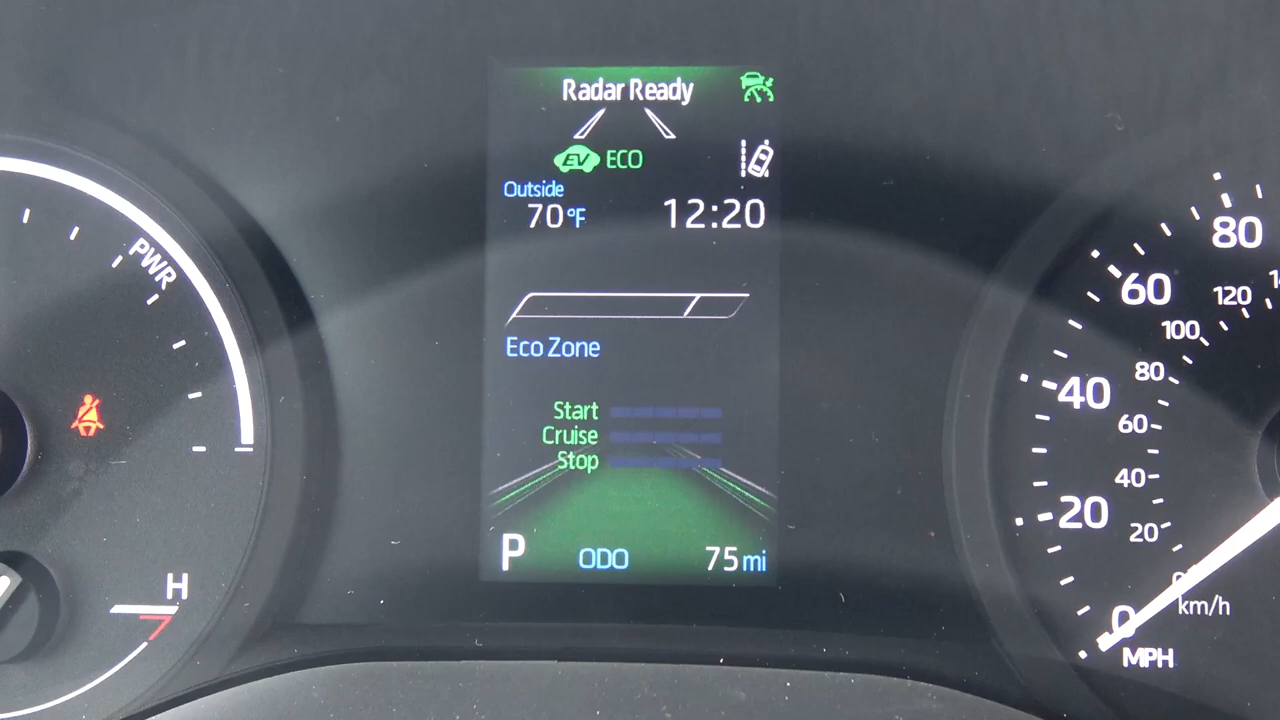 Radar Ready
EV ECO
Outside
70°F 12:20
Eco Zone
Start
Cruise
Stop
P ODO 75 mi
PWR
H
80
60
40
20
0
MPH
120
100
80
60
40
20
km/h